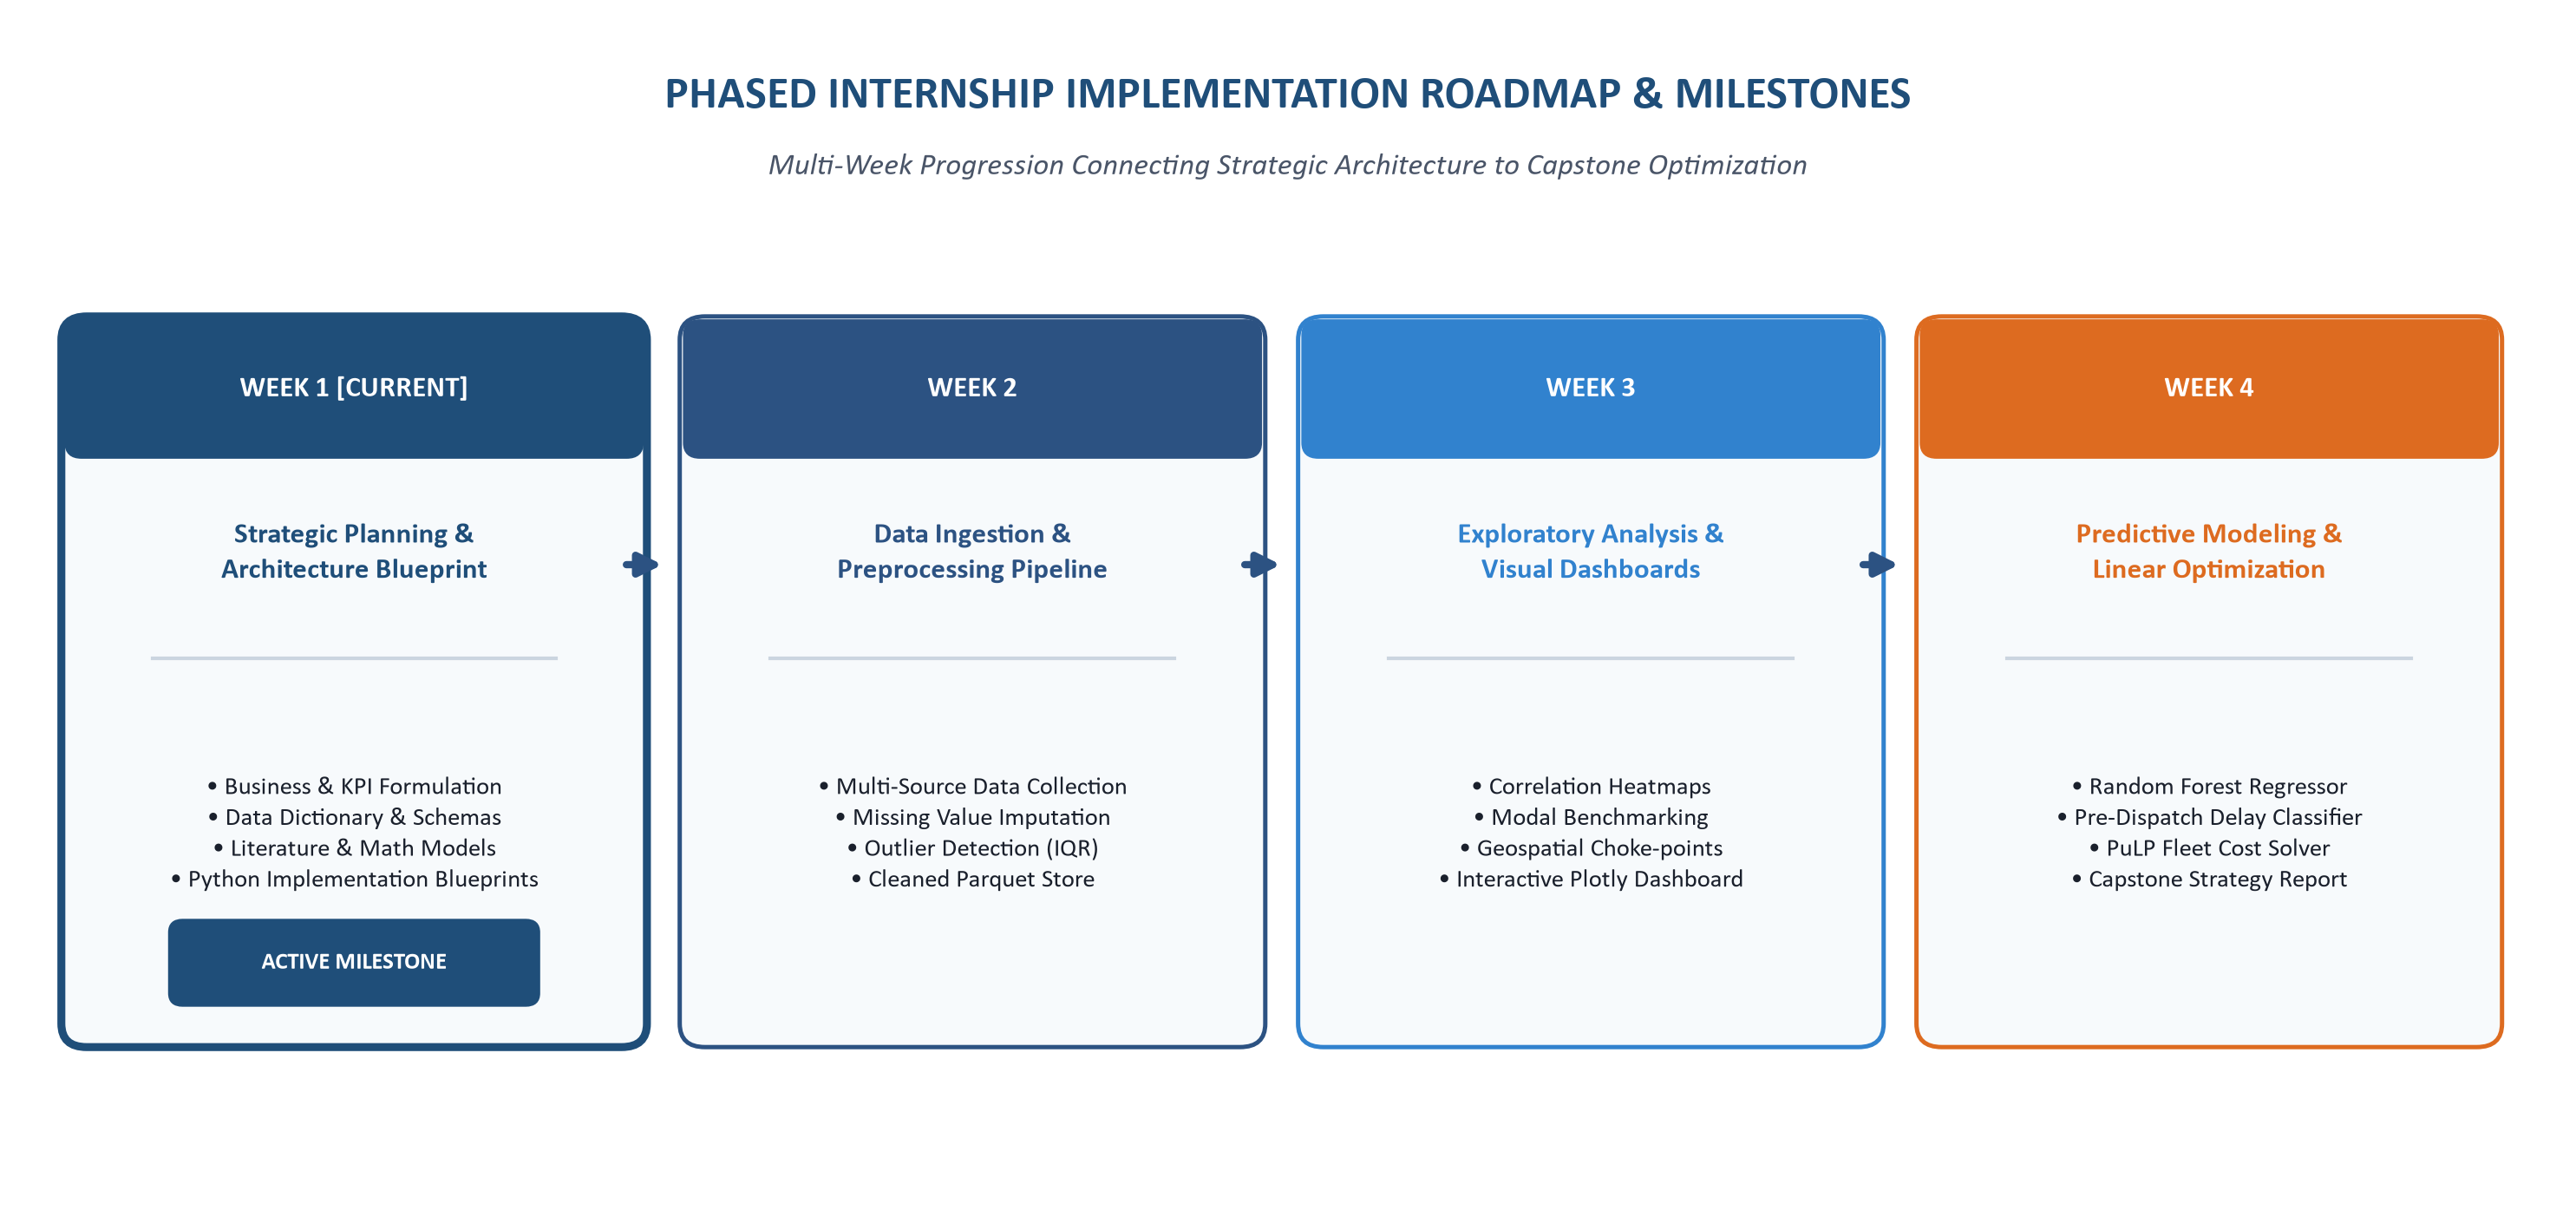 PHASED INTERNSHIP IMPLEMENTATION ROADMAP & MILESTONES
Multi-Week Progression Connecting Strategic Architecture to Capstone Optimization
WEEK 1 [CURRENT]
Strategic Planning &
Architecture Blueprint
• Business & KPI Formulation
• Data Dictionary & Schemas
• Literature & Math Models
• Python Implementation Blueprints
ACTIVE MILESTONE
WEEK 2
Data Ingestion &
Preprocessing Pipeline
• Multi-Source Data Collection
• Missing Value Imputation
• Outlier Detection (IQR)
• Cleaned Parquet Store
WEEK 3
Exploratory Analysis &
Visual Dashboards
• Correlation Heatmaps
• Modal Benchmarking
• Geospatial Choke-points
• Interactive Plotly Dashboard
WEEK 4
Predictive Modeling &
Linear Optimization
• Random Forest Regressor
• Pre-Dispatch Delay Classifier
• PuLP Fleet Cost Solver
• Capstone Strategy Report